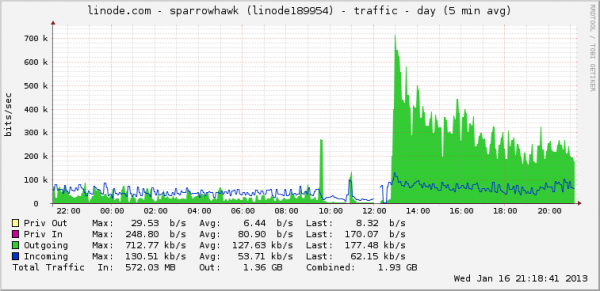 linode.com - sparrowhawk (linode189954) - traffic - day (5 min avg)
RRDTOOL / TOBI OETIKER
bits/sec
700 k
600 k
500 k
400 k
300 k
200 k
100 k
0
22:00 00:00 02:00 04:00 06:00 08:00 10:00 12:00 14:00 16:00 18:00 20:00
Priv Out Max: 29.53 b/s Avg: 6.44 b/s Last: 8.32 b/s
Priv In Max: 248.80 b/s Avg: 80.90 b/s Last: 170.07 b/s
Outgoing Max: 712.77 kb/s Avg: 127.63 kb/s Last: 177.48 kb/s
Incoming Max: 130.51 kb/s Avg: 53.71 kb/s Last: 62.15 kb/s
Total Traffic In: 572.03 MB Out: 1.36 GB Combined: 1.93 GB
Wed Jan 16 21:18:41 2013